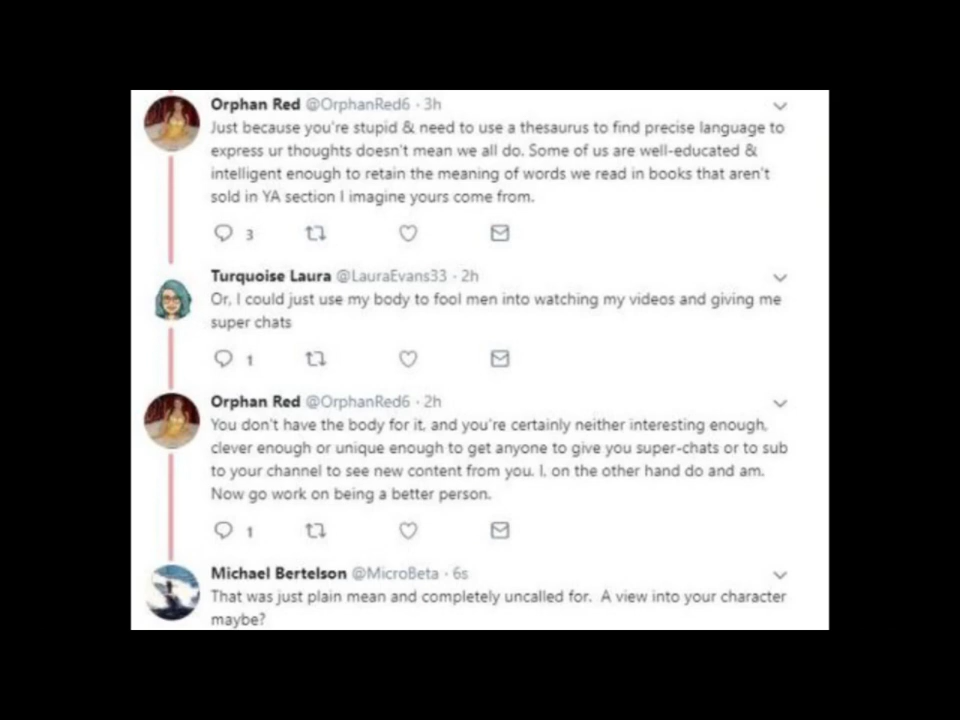 Orphan Red @OrphanRed6 · 3h
Just because you're stupid & need to use a thesaurus to find precise language to
express ur thoughts doesn't mean we all do. Some of us are well-educated &
intelligent enough to retain the meaning of words we read in books that aren't
sold in YA section I imagine yours come from.
3
Turquoise Laura @LauraEvans33 · 2h
Or, I could just use my body to fool men into watching my videos and giving me
super chats
1
Orphan Red @OrphanRed6 · 2h
You don't have the body for it, and you're certainly neither interesting enough,
clever enough or unique enough to get anyone to give you super-chats or to sub
to your channel to see new content from you. I, on the other hand do and am.
Now go work on being a better person.
1
Michael Bertelson @MicroBeta · 6s
That was just plain mean and completely uncalled for. A view into your character
maybe?